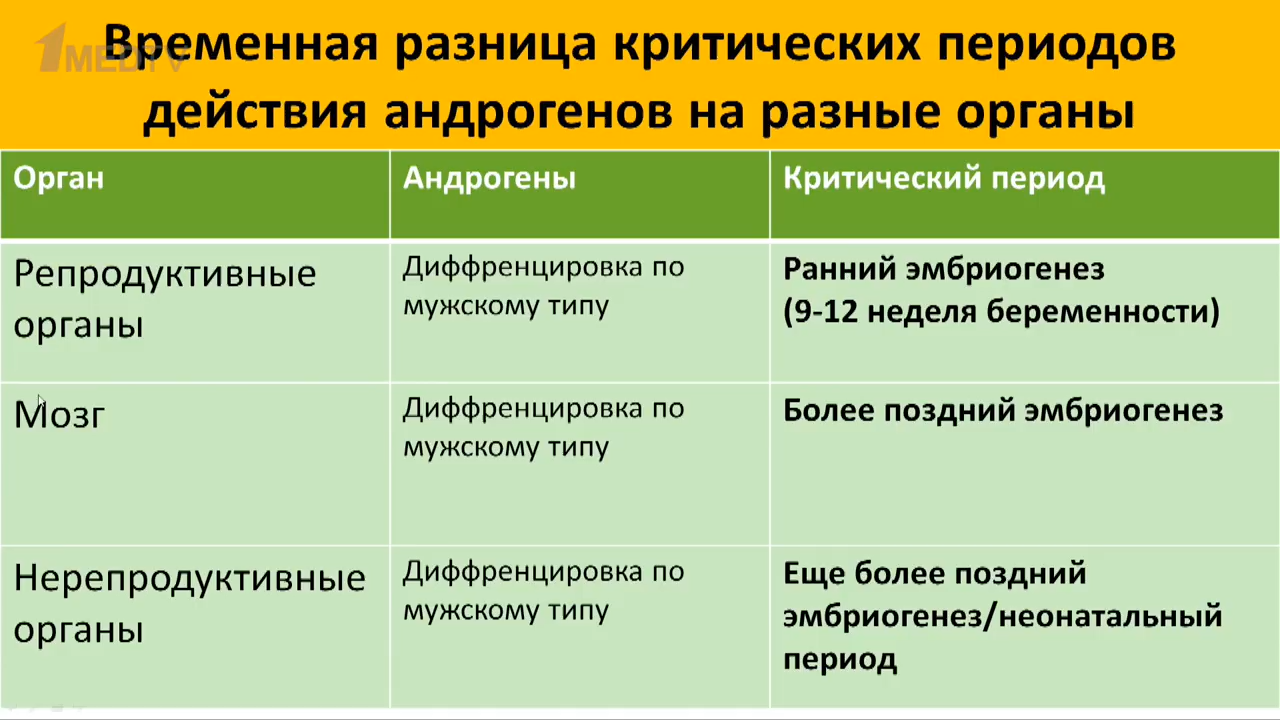 1MEDTV
Временная разница критических периодов
действия андрогенов на разные органы
Орган
Андрогены
Критический период
Репродуктивные
органы
Диффренцировка по
мужскому типу
Ранний эмбриогенез
(9-12 неделя беременности)
Мозг
Диффренцировка по
мужскому типу
Более поздний эмбриогенез
Нерепродуктивные
органы
Диффренцировка по
мужскому типу
Еще более поздний
эмбриогенез/неонатальный
период